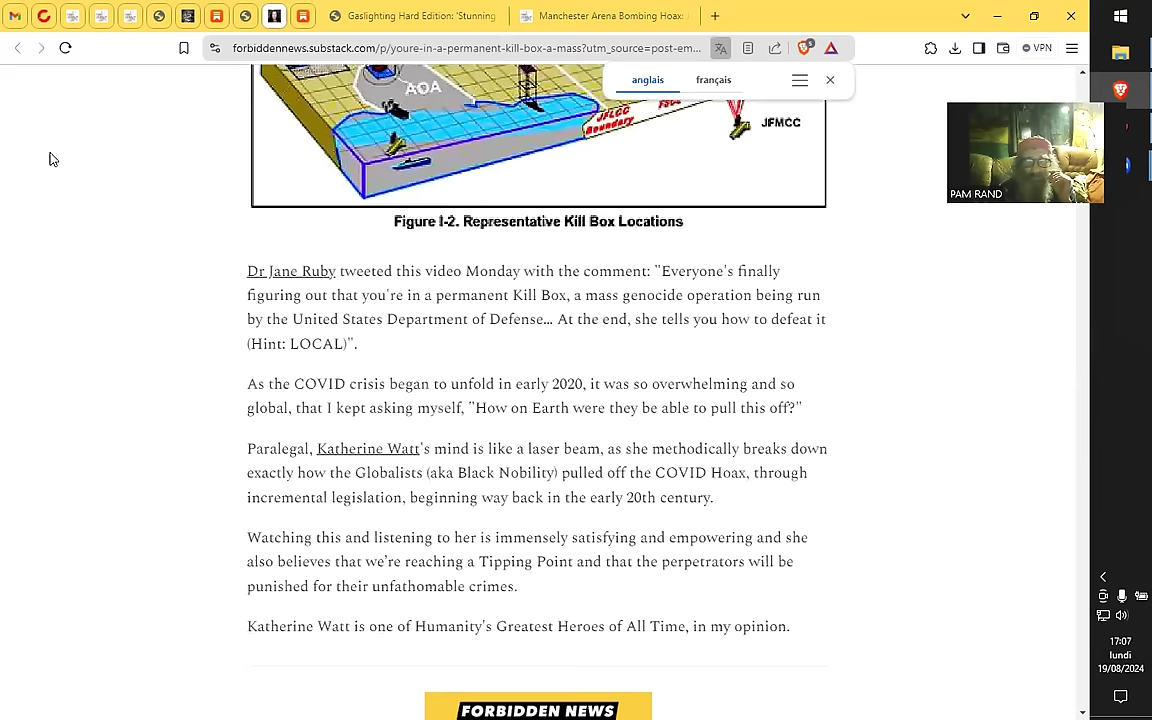 Gaslighting Hard Edition: 'Stunning
Manchester Arena Bombing Hoax:
forbiddennews.substack.com/p/youre-in-a-permanent-kill-box-a-mass?utm_source=post-em...
VPN
anglais
français
AOA
JFLCC
Boundary
JFMCC
PAM RAND
Figure I-2. Representative Kill Box Locations
Dr Jane Ruby tweeted this video Monday with the comment: "Everyone's finally
figuring out that you're in a permanent Kill Box, a mass genocide operation being run
by the United States Department of Defense... At the end, she tells you how to defeat it
(Hint: LOCAL)".
As the COVID crisis began to unfold in early 2020, it was so overwhelming and so
global, that I kept asking myself, "How on Earth were they be able to pull this off?"
Paralegal, Katherine Watt's mind is like a laser beam, as she methodically breaks down
exactly how the Globalists (aka Black Nobility) pulled off the COVID Hoax, through
incremental legislation, beginning way back in the early 20th century.
Watching this and listening to her is immensely satisfying and empowering and she
also believes that we're reaching a Tipping Point and that the perpetrators will be
punished for their unfathomable crimes.
Katherine Watt is one of Humanity's Greatest Heroes of All Time, in my opinion.
FORBIDDEN NEWS
17:07
lundi
19/08/2024